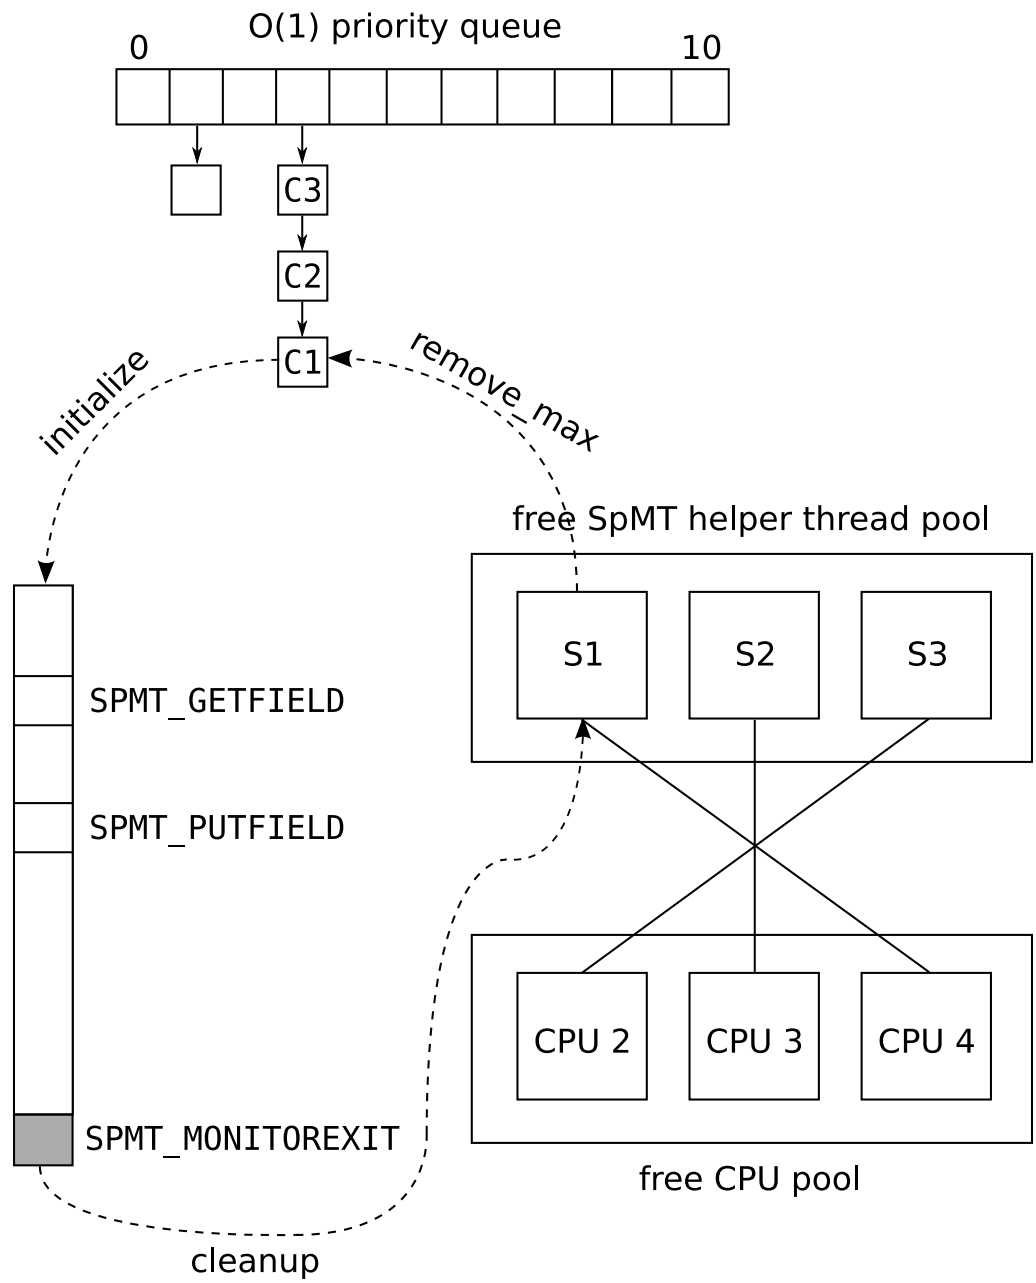 O(1) priority queue
0
10
C3
C2
C1
initialize
remove_max
free SpMT helper thread pool
S1
S2
S3
SPMT_GETFIELD
SPMT_PUTFIELD
CPU 2
CPU 3
CPU 4
SPMT_MONITOREXIT
free CPU pool
cleanup